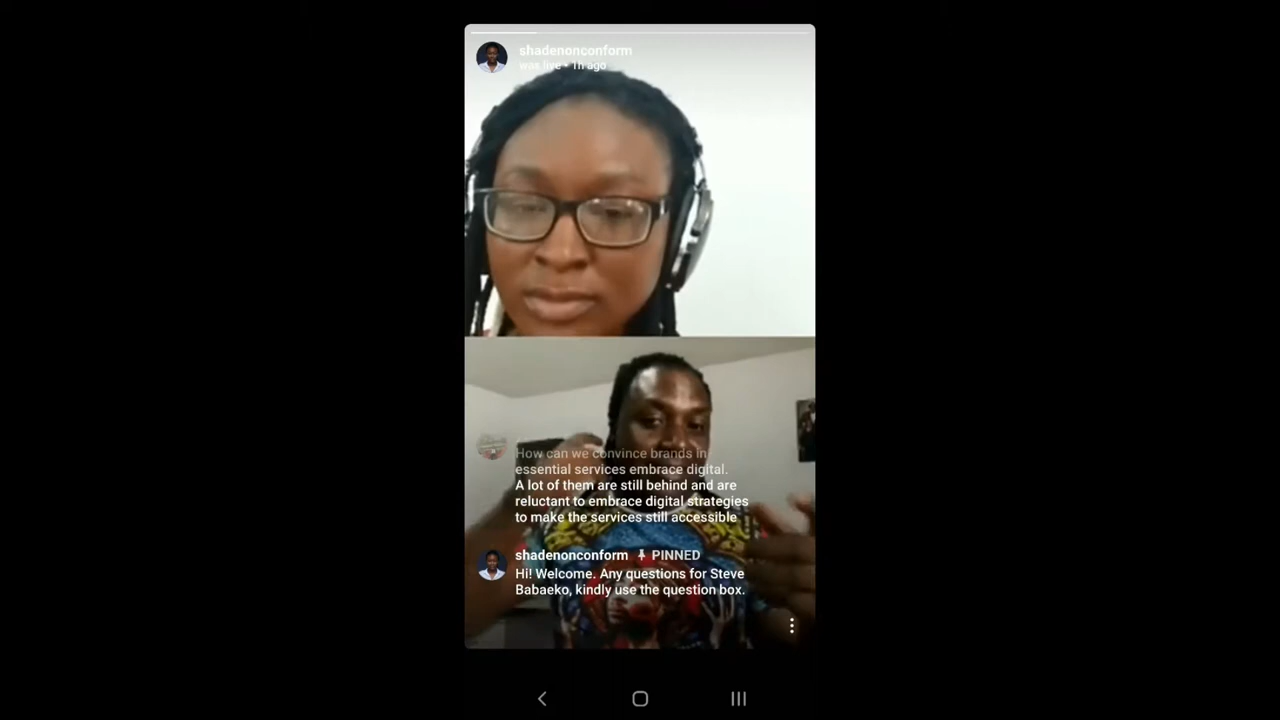 shadenonconform
was live • 1h ago
How can we convince brands in
essential services embrace digital.
A lot of them are still behind and are
reluctant to embrace digital strategies
to make the services still accessible
shadenonconform PINNED
Hi! Welcome. Any questions for Steve
Babaeko, kindly use the question box.